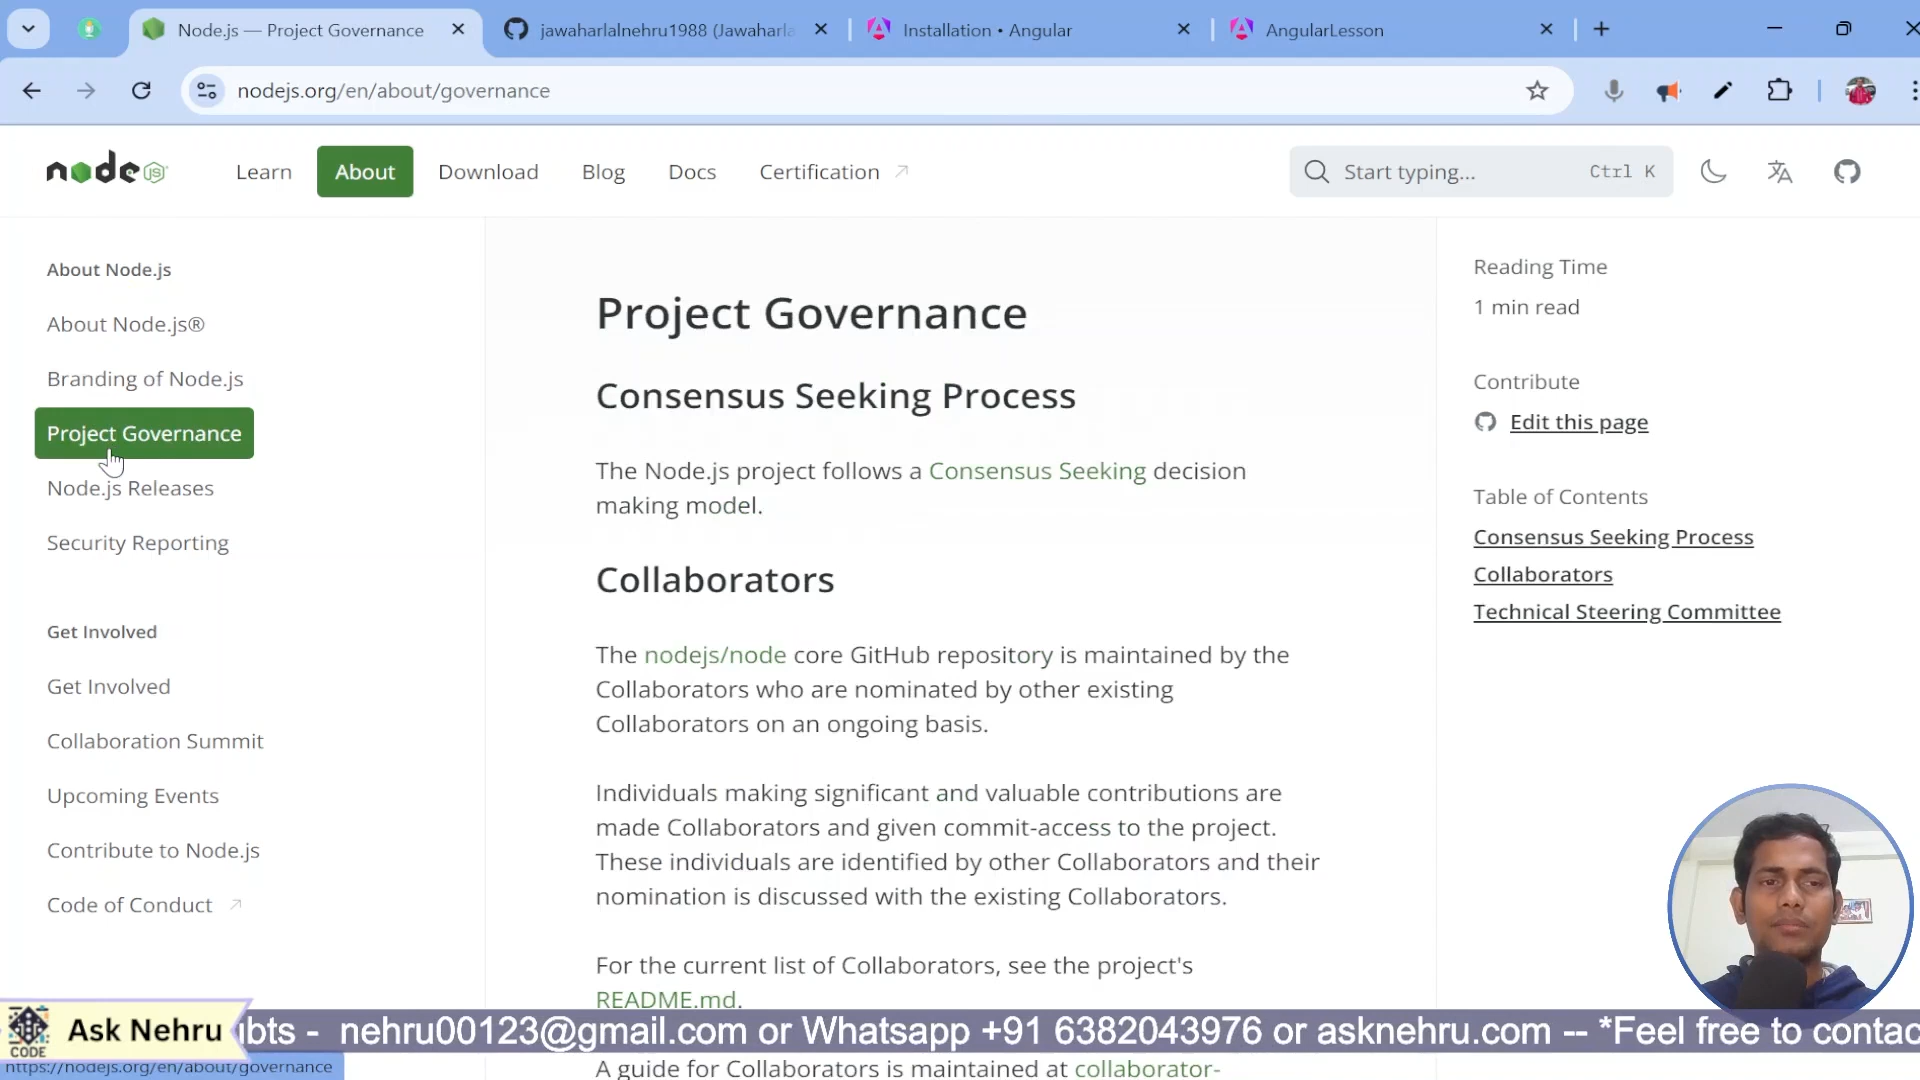 Node.js — Project Governance
jawaharlalnehru1988 (Jawaharla
Installation • Angular
AngularLesson
nodejs.org/en/about/governance
node
JS
Learn
About
Download
Blog
Docs
Certification
Start typing...
Ctrl K
About Node.js
About Node.js®
Branding of Node.js
Project Governance
Node.js Releases
Security Reporting
Get Involved
Get Involved
Collaboration Summit
Upcoming Events
Contribute to Node.js
Code of Conduct
Project Governance
Consensus Seeking Process
The Node.js project follows a Consensus Seeking decision
making model.
Collaborators
The nodejs/node core GitHub repository is maintained by the
Collaborators who are nominated by other existing
Collaborators on an ongoing basis.
Individuals making significant and valuable contributions are
made Collaborators and given commit-access to the project.
These individuals are identified by other Collaborators and their
nomination is discussed with the existing Collaborators.
For the current list of Collaborators, see the project's
README.md.
A guide for Collaborators is maintained at collaborator-
Reading Time
1 min read
Contribute
Edit this page
Table of Contents
Consensus Seeking Process
Collaborators
Technical Steering Committee
CODE
Ask Nehru
ubts - nehru00123@gmail.com or Whatsapp +91 6382043976 or asknehru.com -- *Feel free to contac
https://nodejs.org/en/about/governance